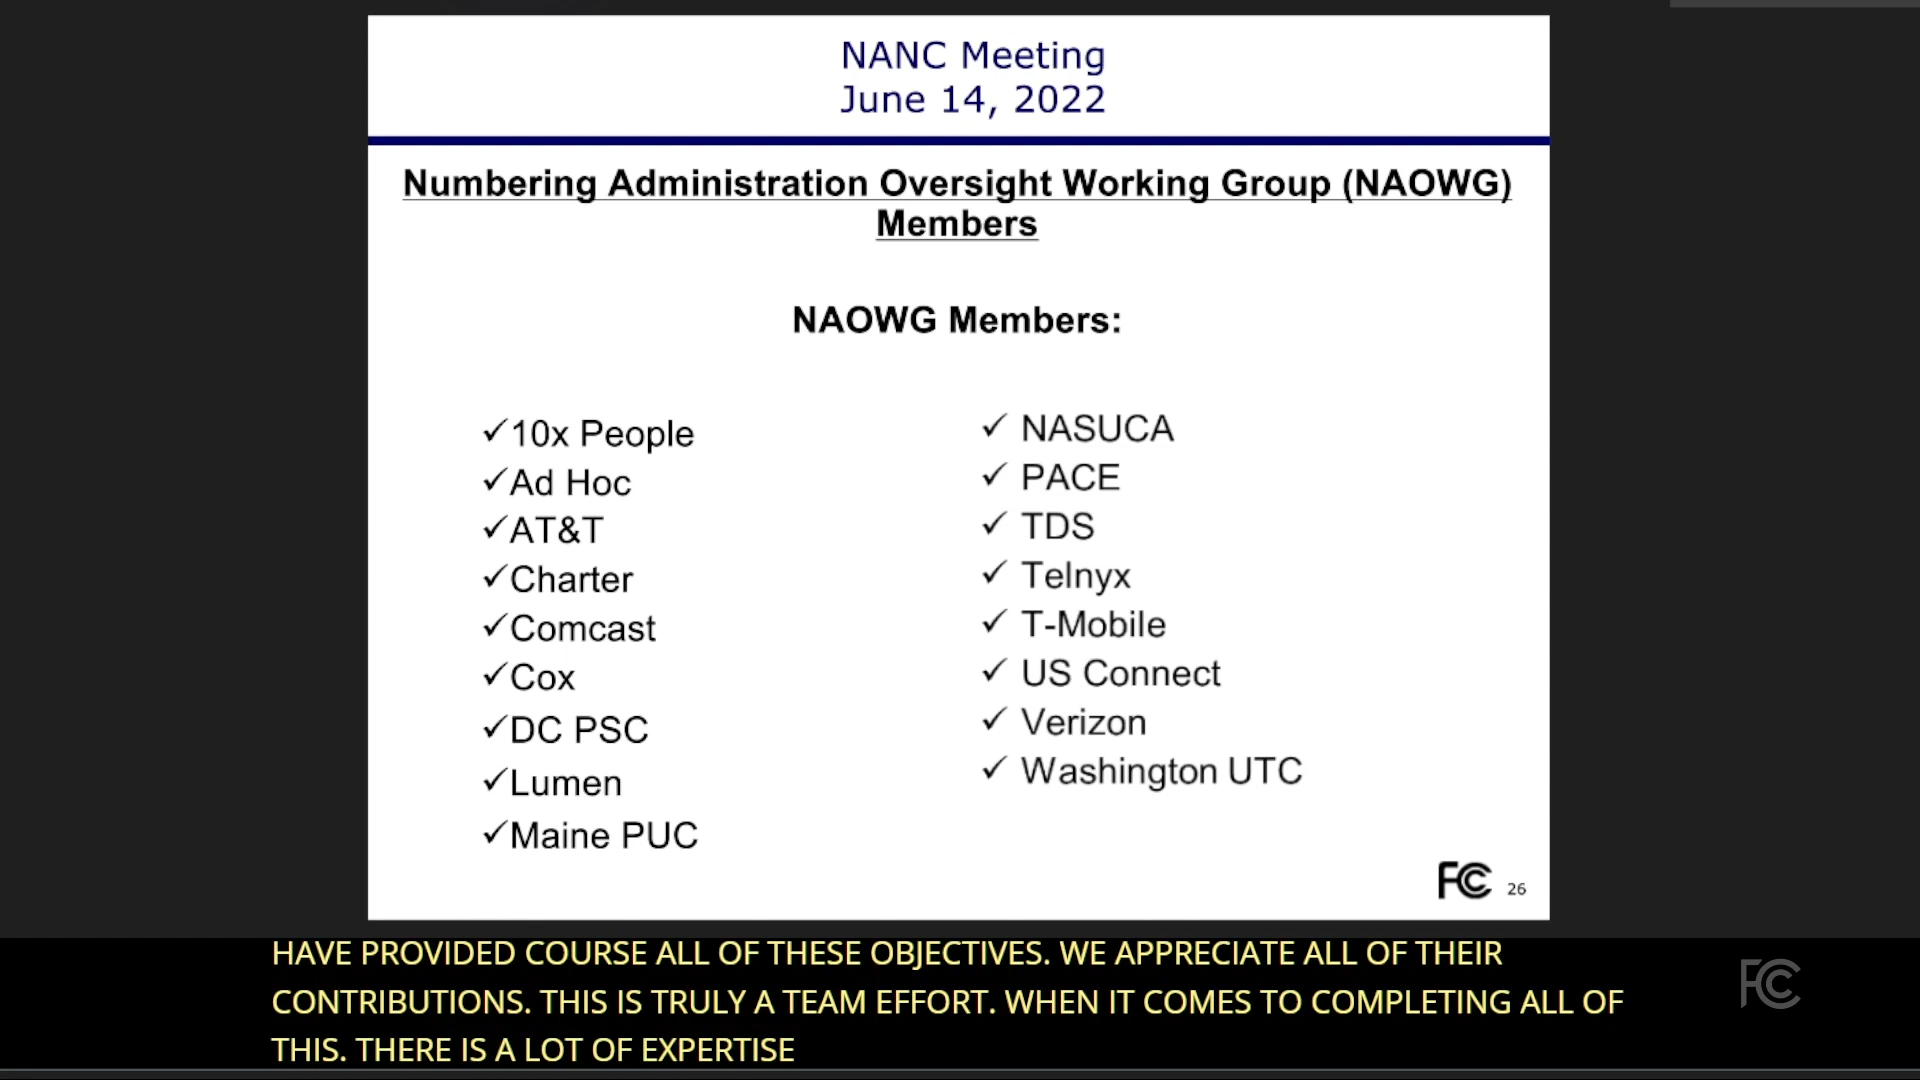 NANC Meeting
June 14, 2022
Numbering Administration Oversight Working Group (NAOWG)
Members
NAOWG Members:
✓10x People
✓Ad Hoc
✓AT&T
✓Charter
✓Comcast
✓Cox
✓DC PSC
✓Lumen
✓Maine PUC
✓ NASUCA
✓ PACE
✓ TDS
✓ Telnyx
✓ T-Mobile
✓ US Connect
✓ Verizon
✓ Washington UTC
FCC 26
HAVE PROVIDED COURSE ALL OF THESE OBJECTIVES. WE APPRECIATE ALL OF THEIR
CONTRIBUTIONS. THIS IS TRULY A TEAM EFFORT. WHEN IT COMES TO COMPLETING ALL OF
THIS. THERE IS A LOT OF EXPERTISE
FCC